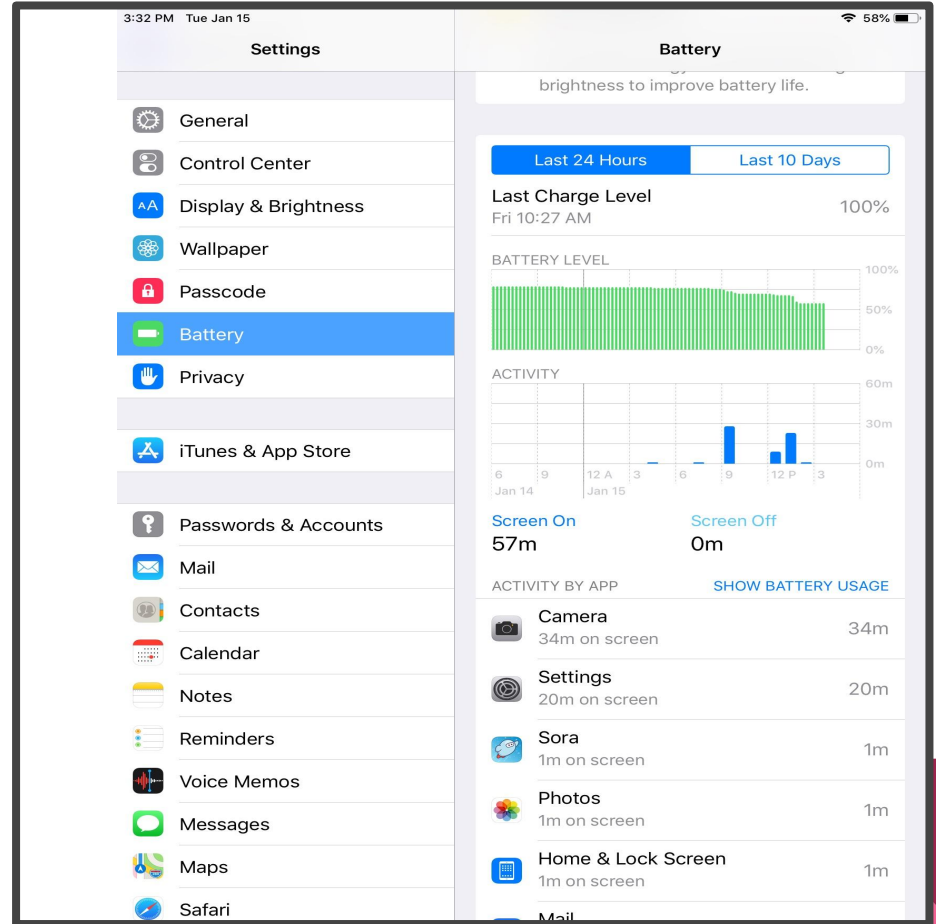 3:32 PM Tue Jan 15
58%
Settings
General
Control Center
AA Display & Brightness
Wallpaper
Passcode
Battery
Privacy
iTunes & App Store
Passwords & Accounts
Mail
Contacts
Calendar
Notes
Reminders
Voice Memos
Messages
Maps
Safari
Battery
brightness to improve battery life.
Last 24 Hours
Last 10 Days
Last Charge Level
Fri 10:27 AM
100%
BATTERY LEVEL
100%
50%
0%
ACTIVITY
60m
30m
0m
6 9 12 A 3 6 9 12 P 3
Jan 14 Jan 15
Screen On
57m
Screen Off
0m
ACTIVITY BY APP
SHOW BATTERY USAGE
Camera
34m on screen
34m
Settings
20m on screen
20m
Sora
1m on screen
1m
Photos
1m on screen
1m
Home & Lock Screen
1m on screen
1m
Mail